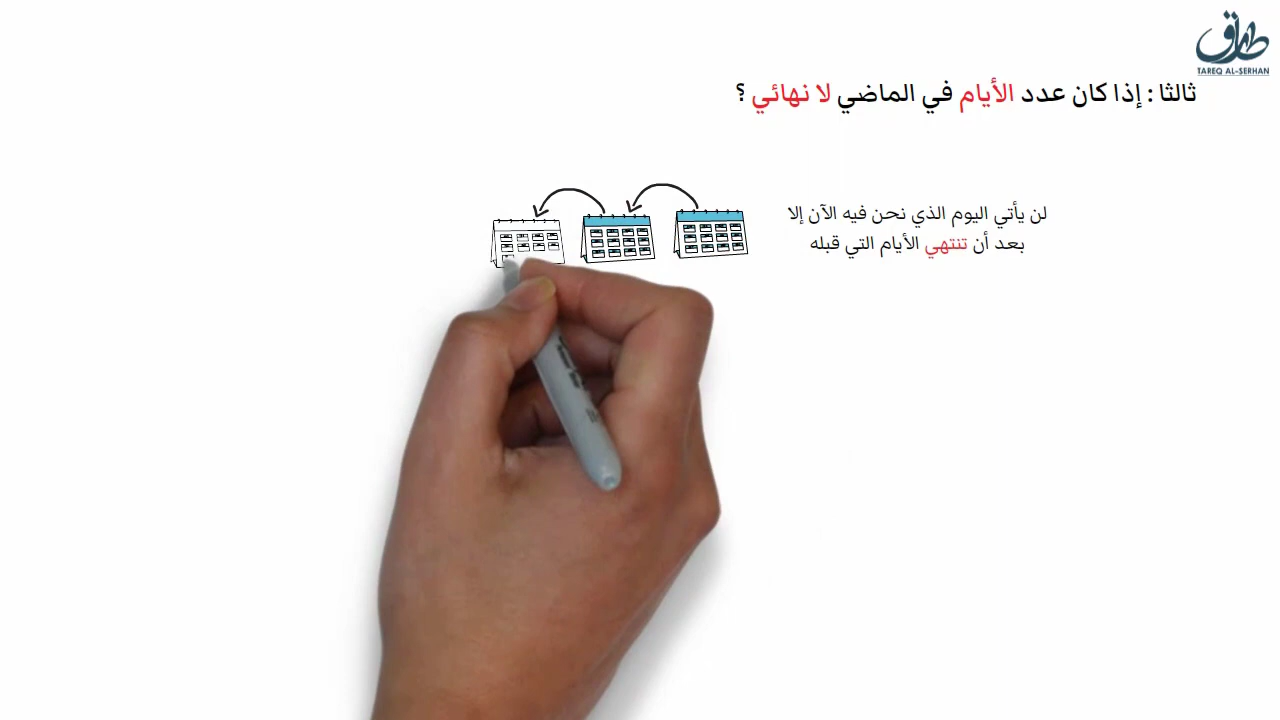 طارق
TAREQ AL-SERHAN
ثالثا : إذا كان عدد الأيام في الماضي لا نهائي ؟
لن يأتي اليوم الذي نحن فيه الآن إلا
بعد أن تنتهي الأيام التي قبله